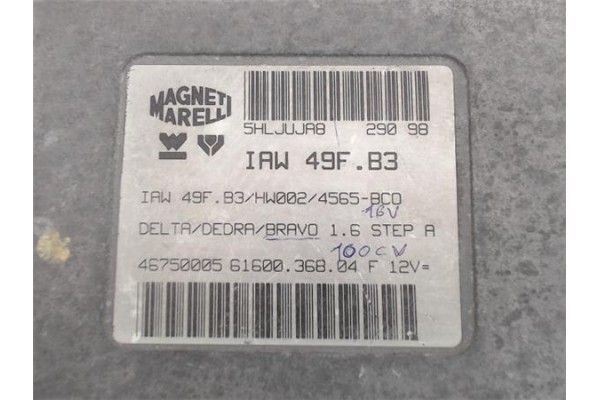 MAGNETI
MARELLI
5HLJUJA8 290 98
IAW 49F.B3
IAW 49F.B3/HW002/4565-BCO
16V
DELTA/DEDRA/BRAVO 1.6 STEP A
100CV
46750005 61600.368.04 F 12V=